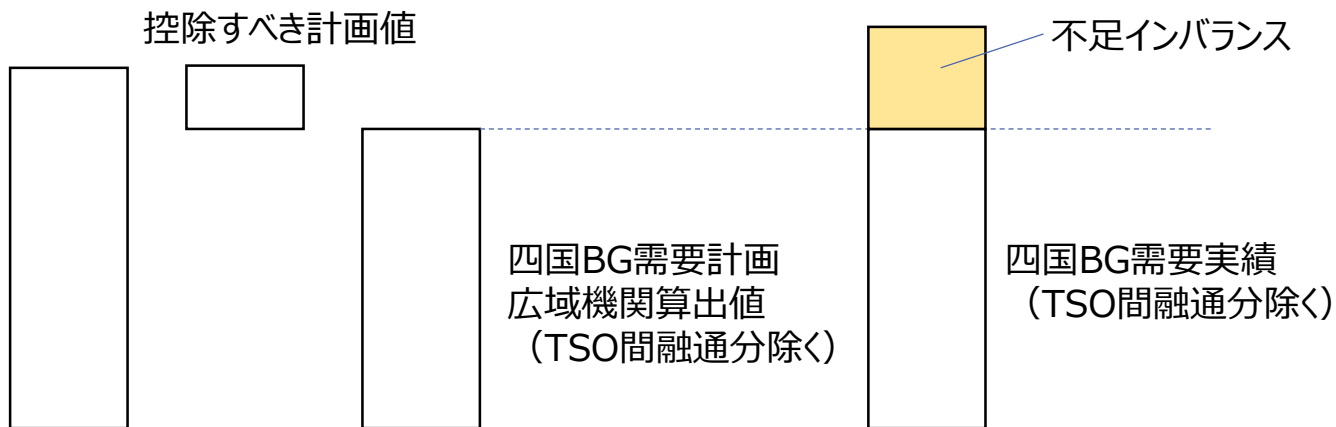 控除すべき計画値
不足インバランス
四国BG需要計画
広域機関算出値
（TSO間融通分除く）
四国BG需要実績
（TSO間融通分除く）